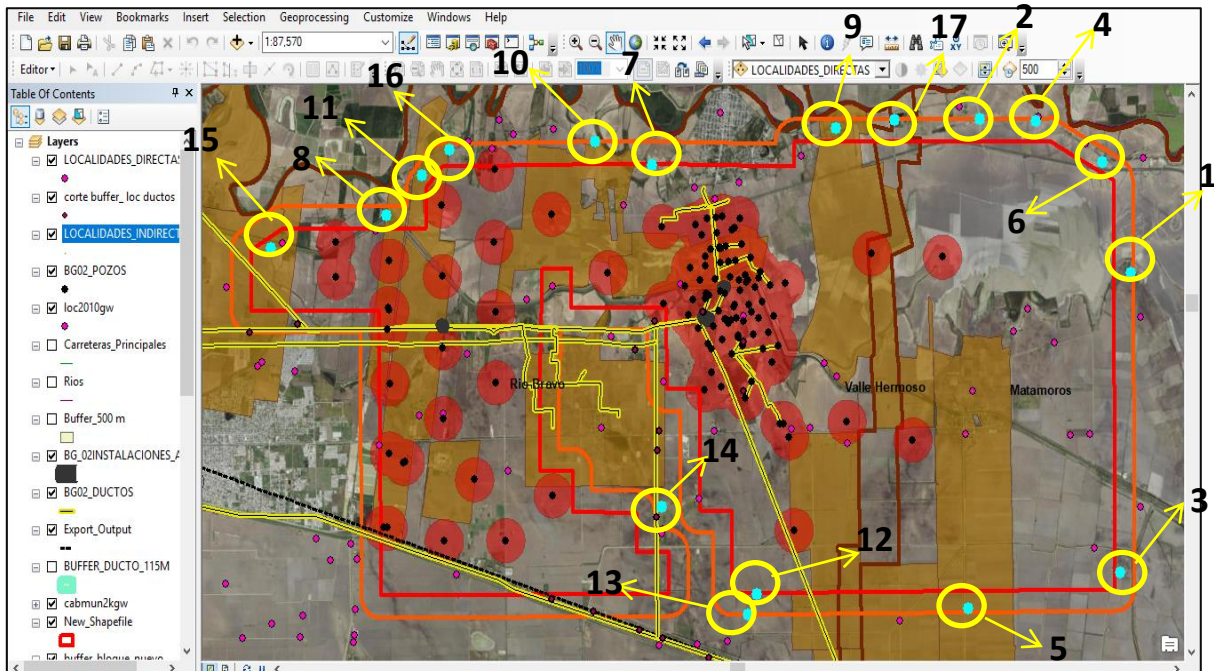 File Edit View Bookmarks Insert Selection Geoprocessing Customize Windows Help
9 17 2 4
1:87,570
Editor
LOCALIDADES_DIRECTAS 500
10 7
16
11
8
15
1
6
Table Of Contents
Layers
LOCALIDADES_DIRECTAS
corte buffer_ loc ductos
LOCALIDADES_INDIRECT
BG02_POZOS
loc2010gw
Carreteras_Principales
Rios
Buffer_500 m
BG_02INSTALACIONES_A
BG02_DUCTOS
Export_Output
BUFFER_DUCTO_115M
cabmun2kgw
New_Shapefile
buffer_bloque_nuevo
Río Bravo
Valle Hermoso
Matamoros
14
3
12
13
5